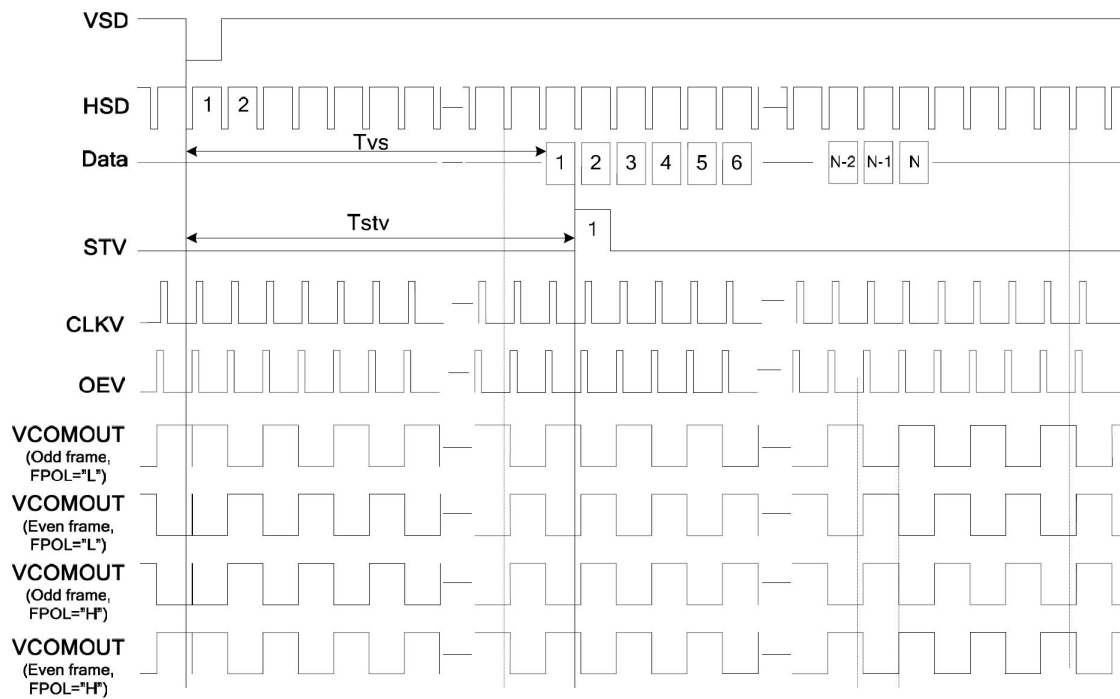 VSD
HSD
1 2
Tvs
Data
1 2 3 4 5 6 N-2 N-1 N
Tstv
STV
1
CLKV
OEV
VCOMOUT
(Odd frame,
FPOL="L")
VCOMOUT
(Even frame,
FPOL="L")
VCOMOUT
(Odd frame,
FPOL="H")
VCOMOUT
(Even frame,
FPOL="H")